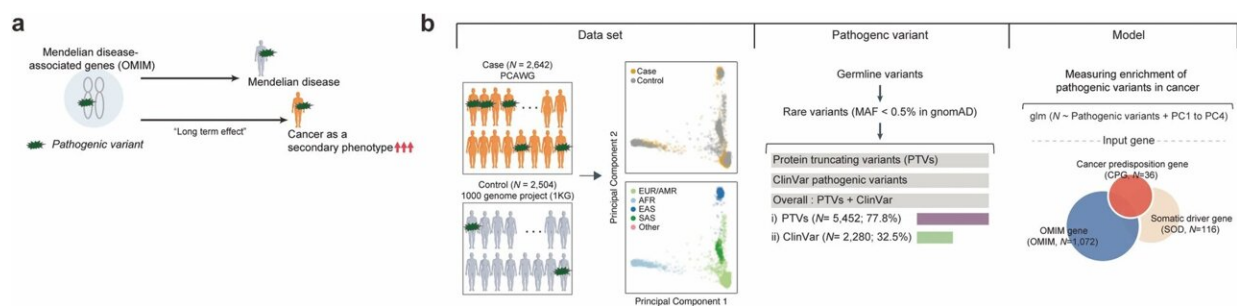 a
Mendelian disease-
associated genes (OMIM)
Mendelian disease
"Long term effect"
Pathogenic variant
Cancer as a
secondary phenotype
b
Data set
Case (N = 2,642)
PCAWG
...
Control (N = 2,504)
1000 genome project (1KG)
...
Principal Component 2
Case
Control
EUR/AMR
AFR
EAS
SAS
Other
Principal Component 1
Pathogenc variant
Germline variants
Rare variants (MAF < 0.5% in gnomAD)
Protein truncating variants (PTVs)
ClinVar pathogenic variants
Overall : PTVs + ClinVar
i) PTVs (N= 5,452; 77.8%)
ii) ClinVar (N= 2,280; 32.5%)
Model
Measuring enrichment of
pathogenic variants in cancer
glm (N ~ Pathogenic variants + PC1 to PC4)
Input gene
Cancer predisposition gene
(CPG, N=36)
Somatic driver gene
(SOD, N=116)
OMIM gene
(OMIM, N=1,072)